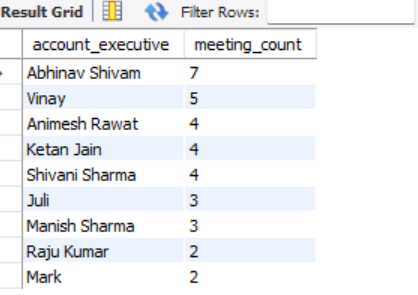 Result Grid Filter Rows:
account_executive meeting_count
Abhinav Shivam 7
Vinay 5
Animesh Rawat 4
Ketan Jain 4
Shivani Sharma 4
Juli 3
Manish Sharma 3
Raju Kumar 2
Mark 2